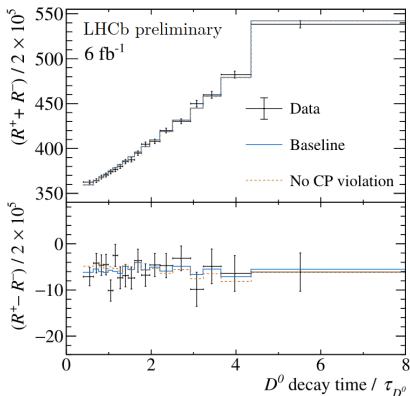 LHCb preliminary
6 fb⁻¹
(R⁺+ R⁻) / 2 × 10⁵
550
500
450
400
350
Data
Baseline
No CP violation
(R⁺− R⁻) / 2 × 10⁵
0
−10
−20
0 2 4 6 8
D⁰ decay time / τ_D⁰